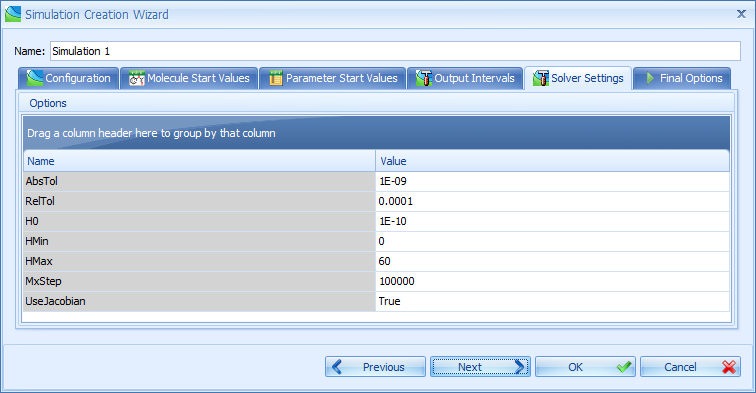 Simulation Creation Wizard
Name: Simulation 1
Configuration Molecule Start Values Parameter Start Values Output Intervals Solver Settings Final Options
Options
Drag a column header here to group by that column
Name Value
AbsTol 1E-09
RelTol 0.0001
H0 1E-10
HMin 0
HMax 60
MxStep 100000
UseJacobian True
Previous Next OK Cancel